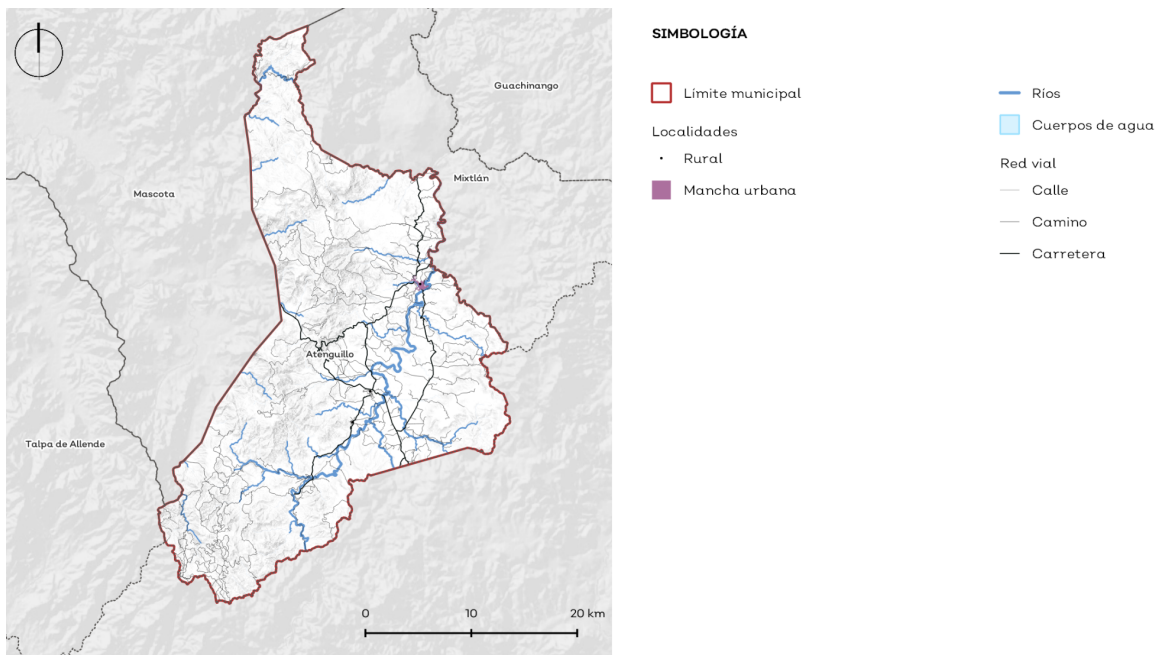 Guachinango
Mixtlán
Mascota
Atenguillo
Talpa de Allende
0 10 20 km
SIMBOLOGÍA
Límite municipal
Localidades
Rural
Mancha urbana
Ríos
Cuerpos de agua
Red vial
Calle
Camino
Carretera